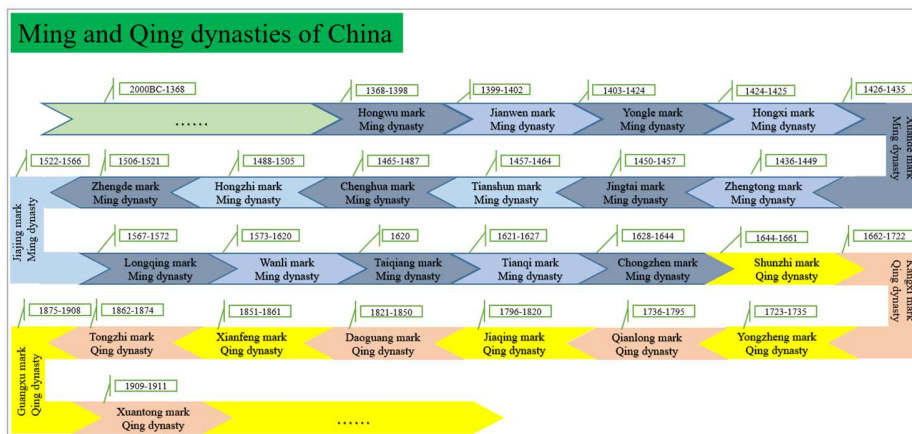 Ming and Qing dynasties of China
2000BC-1368
1368-1398
1399-1402
1403-1424
1424-1425
1426-1435
......
Hongwu mark
Ming dynasty
Jianwen mark
Ming dynasty
Yongle mark
Ming dynasty
Hongxi mark
Ming dynasty
Xuande mark
Ming dynasty
1522-1566
1506-1521
1488-1505
1465-1487
1457-1464
1450-1457
1436-1449
Jiajing mark
Ming dynasty
Zhengde mark
Ming dynasty
Hongzhi mark
Ming dynasty
Chenghua mark
Ming dynasty
Tianshun mark
Ming dynasty
Jingtai mark
Ming dynasty
Zhengtong mark
Ming dynasty
1567-1572
1573-1620
1620
1621-1627
1628-1644
1644-1661
1662-1722
Longqing mark
Ming dynasty
Wanli mark
Ming dynasty
Taiqiang mark
Ming dynasty
Tianqi mark
Ming dynasty
Chongzhen mark
Ming dynasty
Shunzhi mark
Qing dynasty
Kangxi mark
Qing dynasty
1875-1908
1862-1874
1851-1861
1821-1850
1796-1820
1736-1795
1723-1735
Guangxu mark
Qing dynasty
Tongzhi mark
Qing dynasty
Xianfeng mark
Qing dynasty
Daoguang mark
Qing dynasty
Jiaqing mark
Qing dynasty
Qianlong mark
Qing dynasty
Yongzheng mark
Qing dynasty
1909-1911
Xuantong mark
Qing dynasty
......